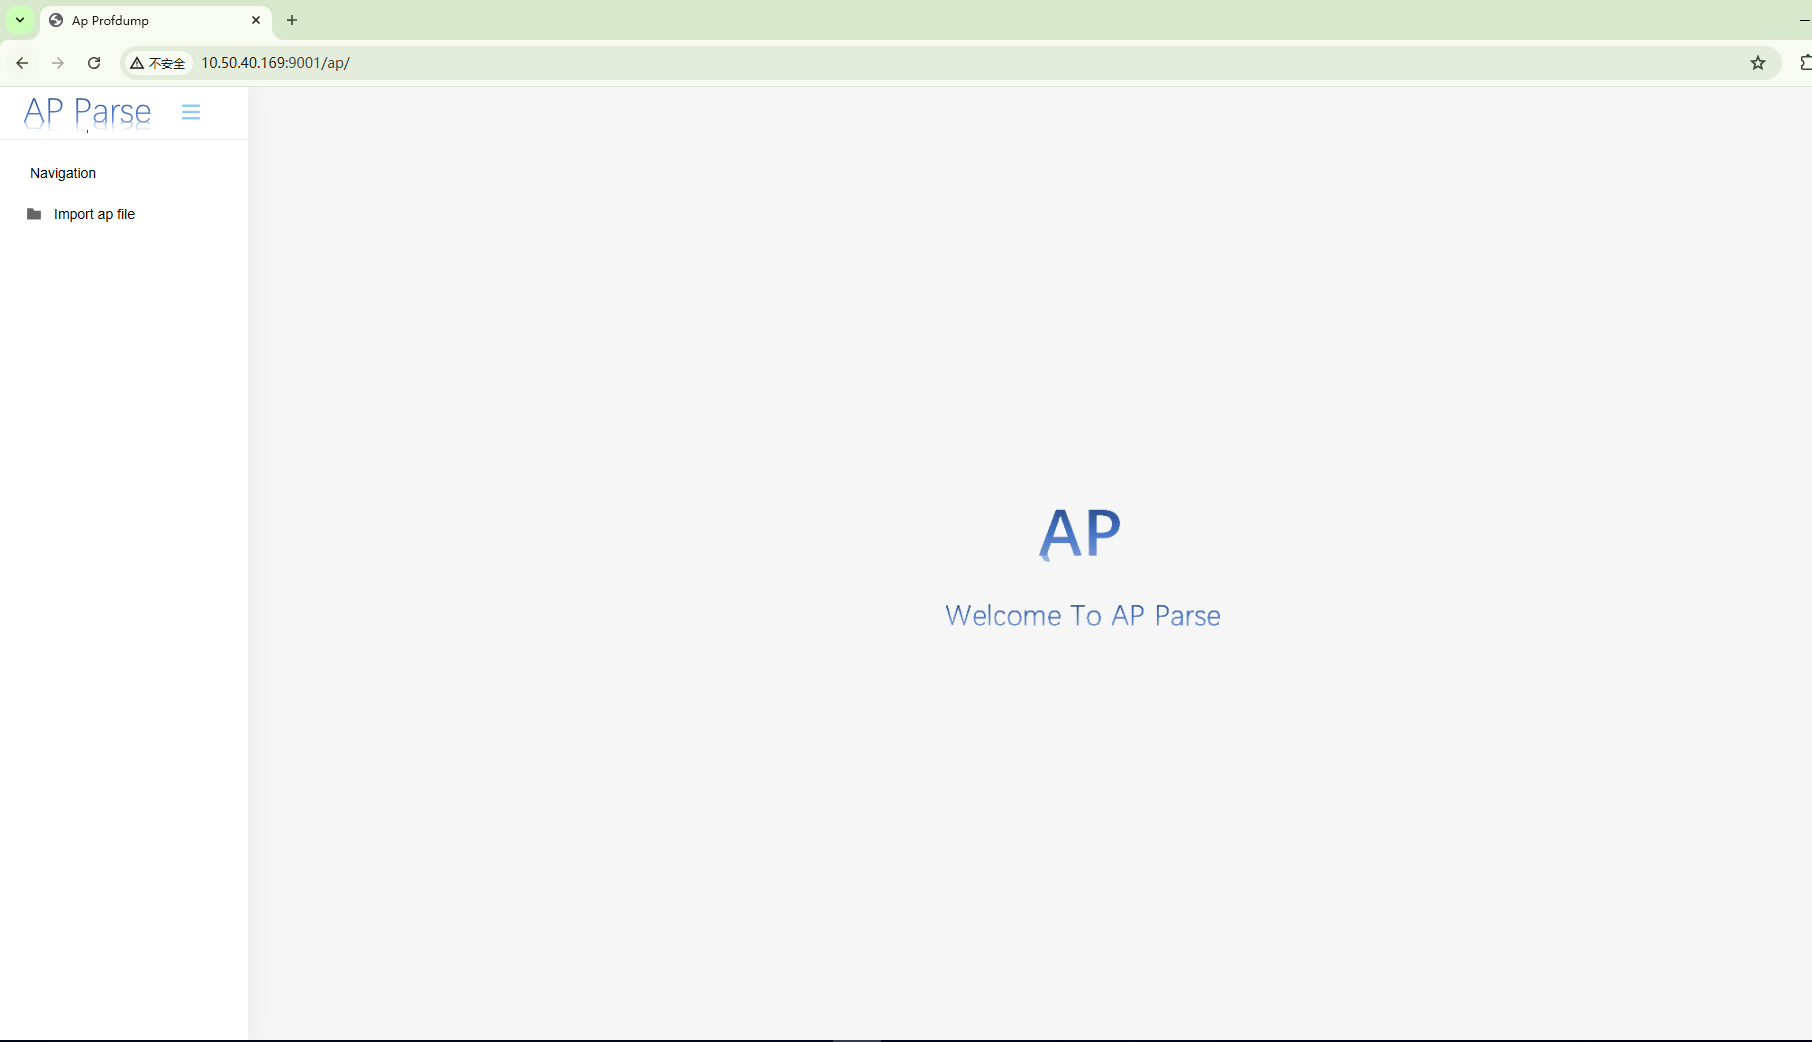 Ap Profdump
不安全 10.50.40.169:9001/ap/
AP Parse
Navigation
Import ap file
AP
Welcome To AP Parse